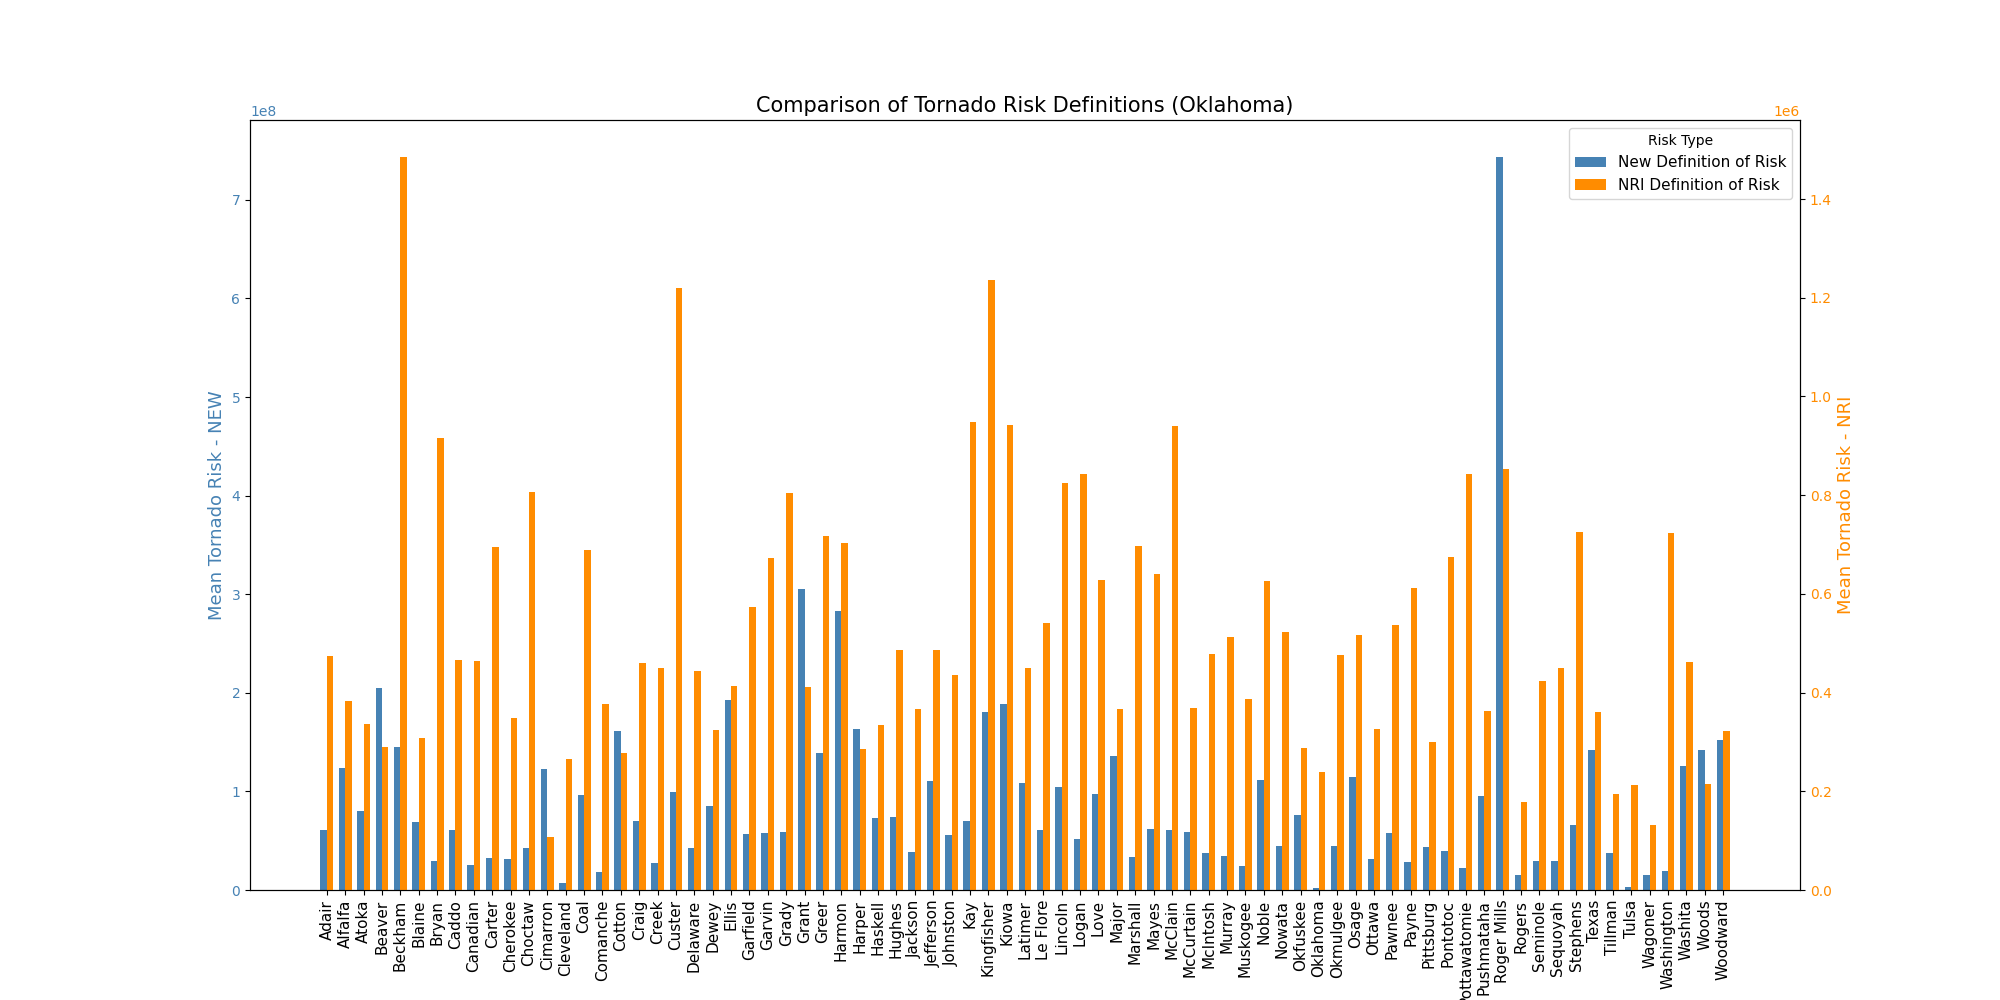 Comparison of Tornado Risk Definitions (Oklahoma)
1e8
1e6
Risk Type
New Definition of Risk
NRI Definition of Risk
Mean Tornado Risk - NEW
7
6
5
4
3
2
1
0
Mean Tornado Risk - NRI
1.4
1.2
1.0
0.8
0.6
0.4
0.2
0.0
Adair
Alfalfa
Atoka
Beaver
Beckham
Blaine
Bryan
Caddo
Canadian
Carter
Cherokee
Choctaw
Cimarron
Cleveland
Coal
Comanche
Cotton
Craig
Creek
Custer
Delaware
Dewey
Ellis
Garfield
Garvin
Grady
Grant
Greer
Harmon
Harper
Haskell
Hughes
Jackson
Jefferson
Johnston
Kay
Kingfisher
Kiowa
Latimer
Le Flore
Lincoln
Logan
Love
Major
Marshall
Mayes
McClain
McCurtain
McIntosh
Murray
Muskogee
Noble
Nowata
Okfuskee
Oklahoma
Okmulgee
Osage
Ottawa
Pawnee
Payne
Pittsburg
Pontotoc
Pottawatomie
Pushmataha
Roger Mills
Rogers
Seminole
Sequoyah
Stephens
Texas
Tillman
Tulsa
Wagoner
Washington
Washita
Woods
Woodward